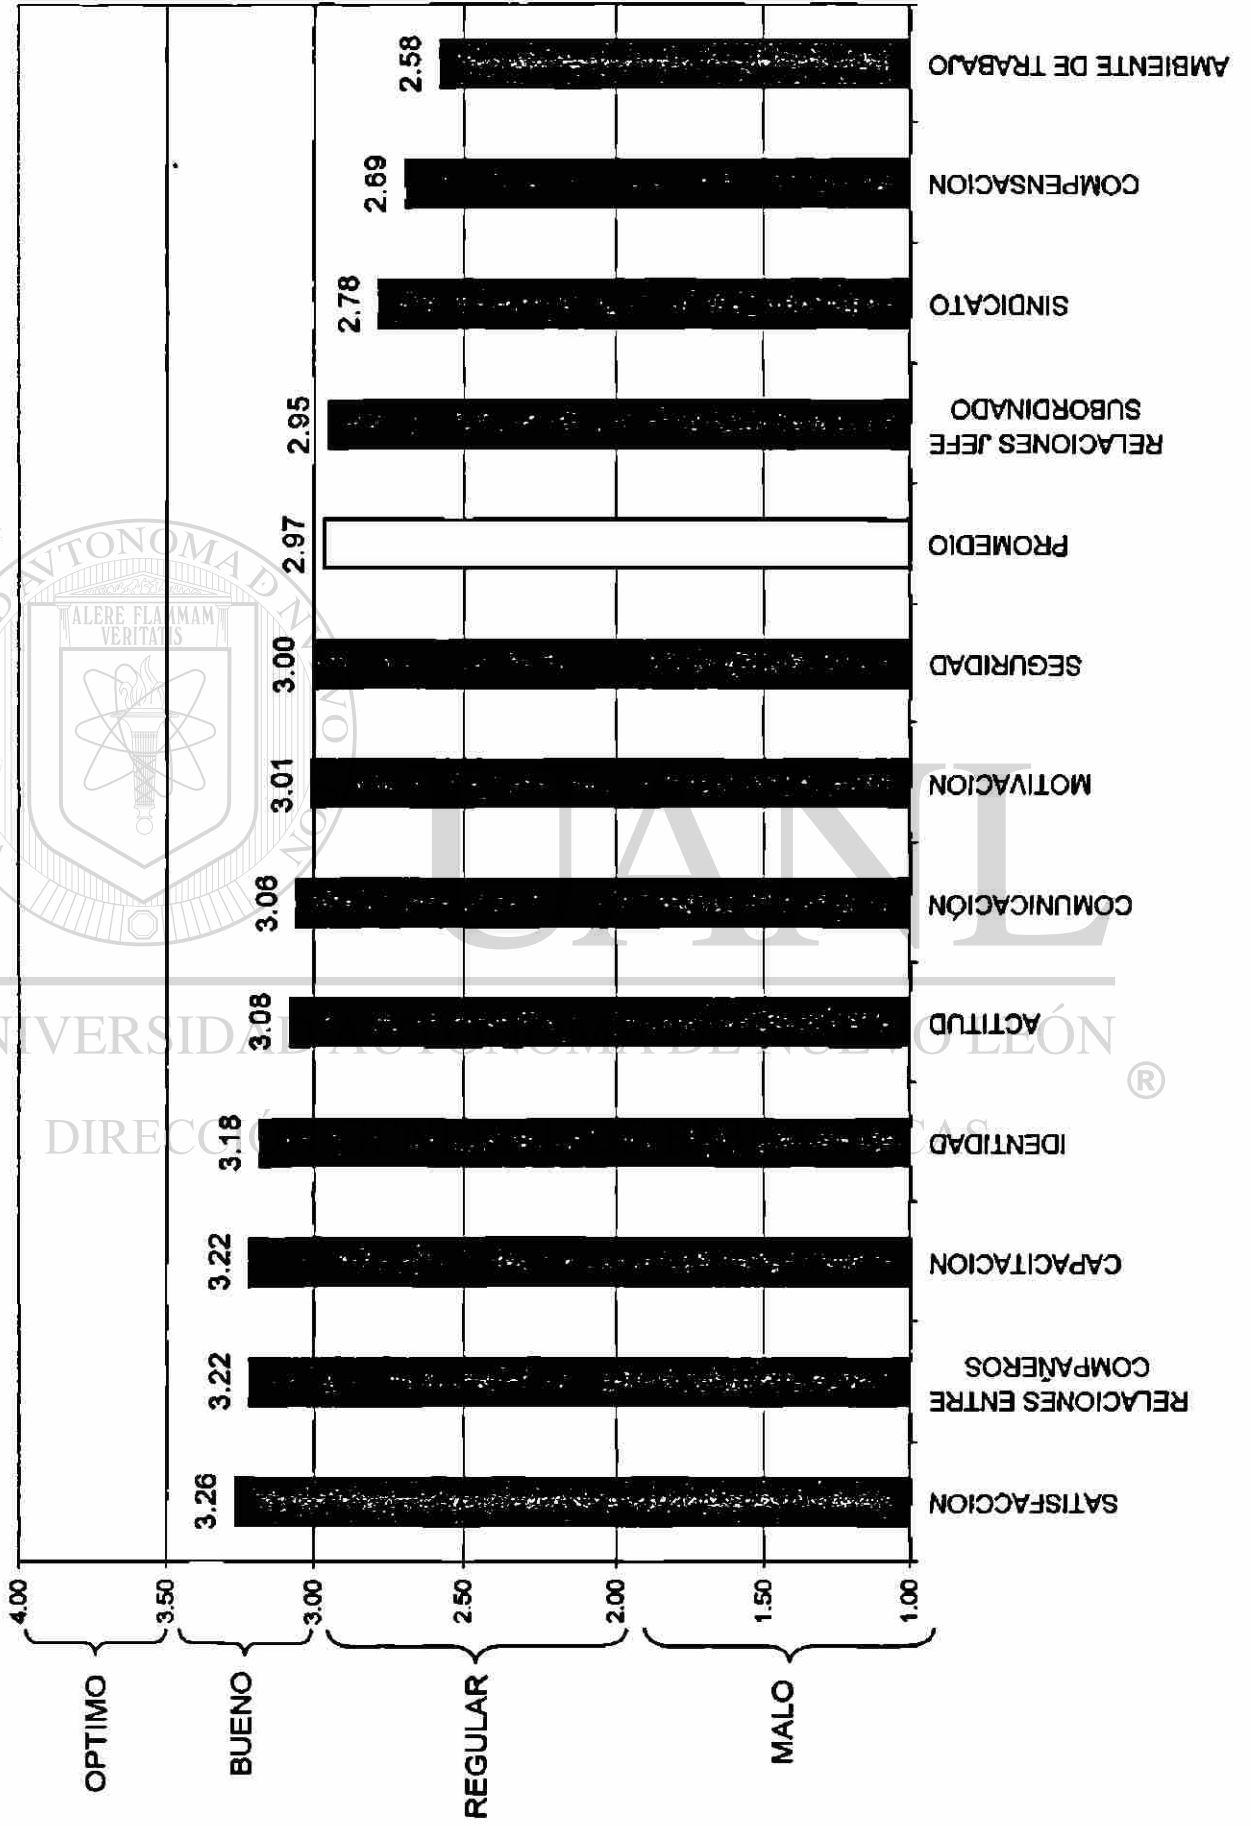 OPTIMO
BUENO
REGULAR
MALO
4.00
3.50
3.00
2.50
2.00
1.50
1.00
3.26
3.22
3.22
3.18
3.08
3.06
3.01
3.00
2.97
2.95
2.78
2.69
2.58
SATISFACCION
RELACIONES ENTRE
COMPAÑEROS
CAPACITACION
IDENTIDAD
ACTITUD
COMUNICACIÓN
MOTIVACION
SEGURIDAD
PROMEDIO
RELACIONES JEFE
SUBORDINADO
SINDICATO
COMPENSACION
AMBIENTE DE TRABAJO
ALERE FLAMMAM
VERITATIS
UANL
DE NUEVO LEÓN
®